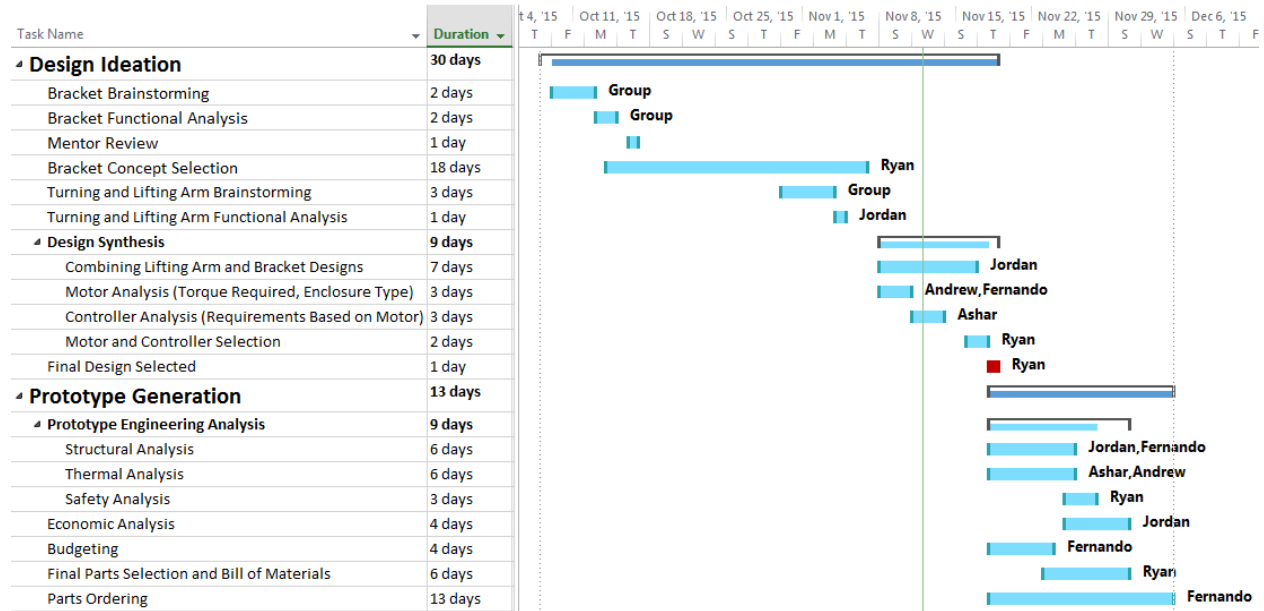 t 4, '15 Oct 11, '15 Oct 18, '15 Oct 25, '15 Nov 1, '15 Nov 8, '15 Nov 15, '15 Nov 22, '15 Nov 29, '15 Dec 6, '15
Task Name Duration T F M T S W S T F M T S W S T F M T S W S T F
Design Ideation 30 days
Bracket Brainstorming 2 days Group
Bracket Functional Analysis 2 days Group
Mentor Review 1 day
Bracket Concept Selection 18 days Ryan
Turning and Lifting Arm Brainstorming 3 days Group
Turning and Lifting Arm Functional Analysis 1 day Jordan
Design Synthesis 9 days
Combining Lifting Arm and Bracket Designs 7 days Jordan
Motor Analysis (Torque Required, Enclosure Type) 3 days Andrew,Fernando
Controller Analysis (Requirements Based on Motor) 3 days Ashar
Motor and Controller Selection 2 days Ryan
Final Design Selected 1 day Ryan
Prototype Generation 13 days
Prototype Engineering Analysis 9 days
Structural Analysis 6 days Jordan,Fernando
Thermal Analysis 6 days Ashar,Andrew
Safety Analysis 3 days Ryan
Economic Analysis 4 days Jordan
Budgeting 4 days Fernando
Final Parts Selection and Bill of Materials 6 days Ryan
Parts Ordering 13 days Fernando